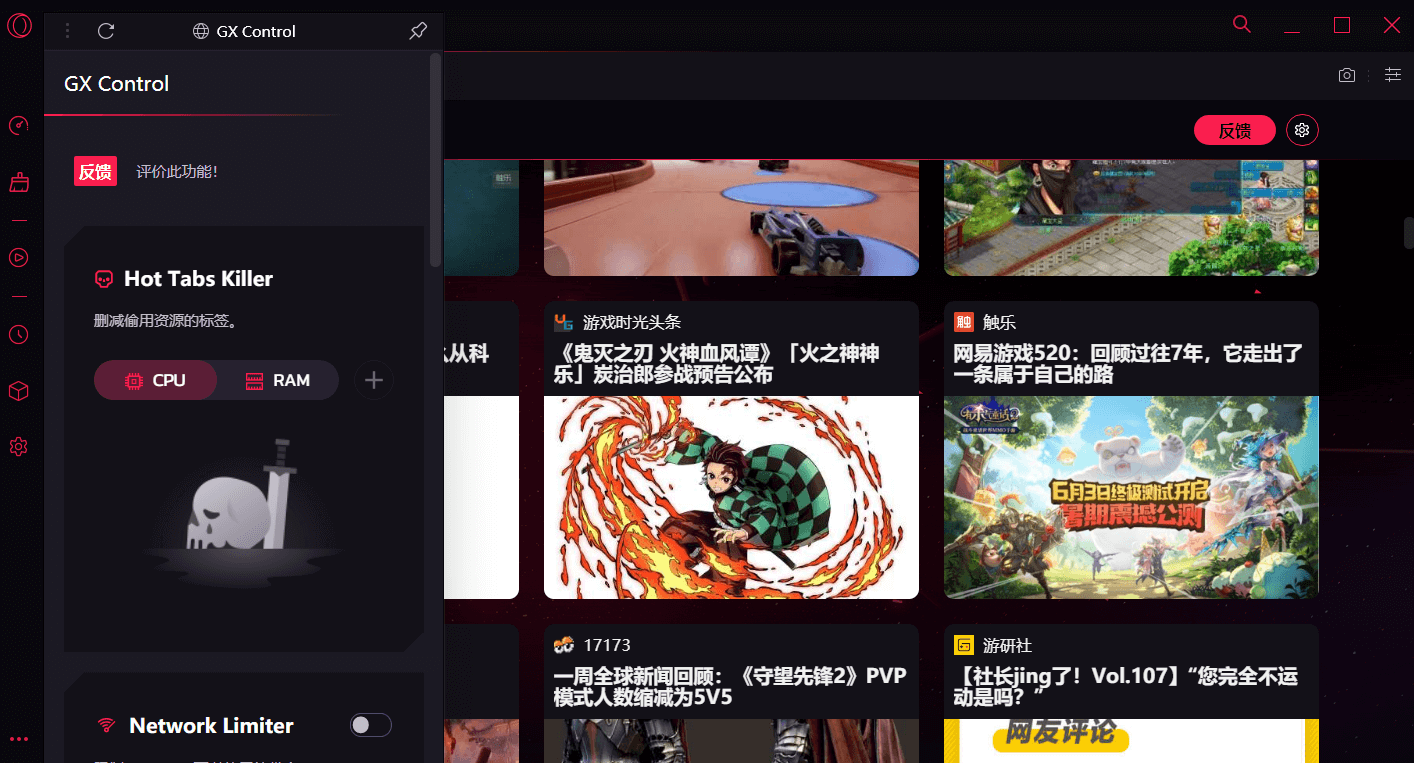 GX Control
GX Control
反馈
评价此功能!
Hot Tabs Killer
删减偷用资源的标签。
CPU
RAM
Network Limiter
反馈
触乐
从科
游戏时光头条
《鬼灭之刃 火神血风谭》「火之神神
乐」炭治郎参战预告公布
触
触乐
网易游戏520：回顾过往7年，它走出了
一条属于自己的路
6月3日终极测试开启
暑期震撼公测
17173
一周全球新闻回顾：《守望先锋2》PVP
模式人数缩减为5V5
游研社
【社长jing了！Vol.107】“您完全不运
动是吗？”
网友评论